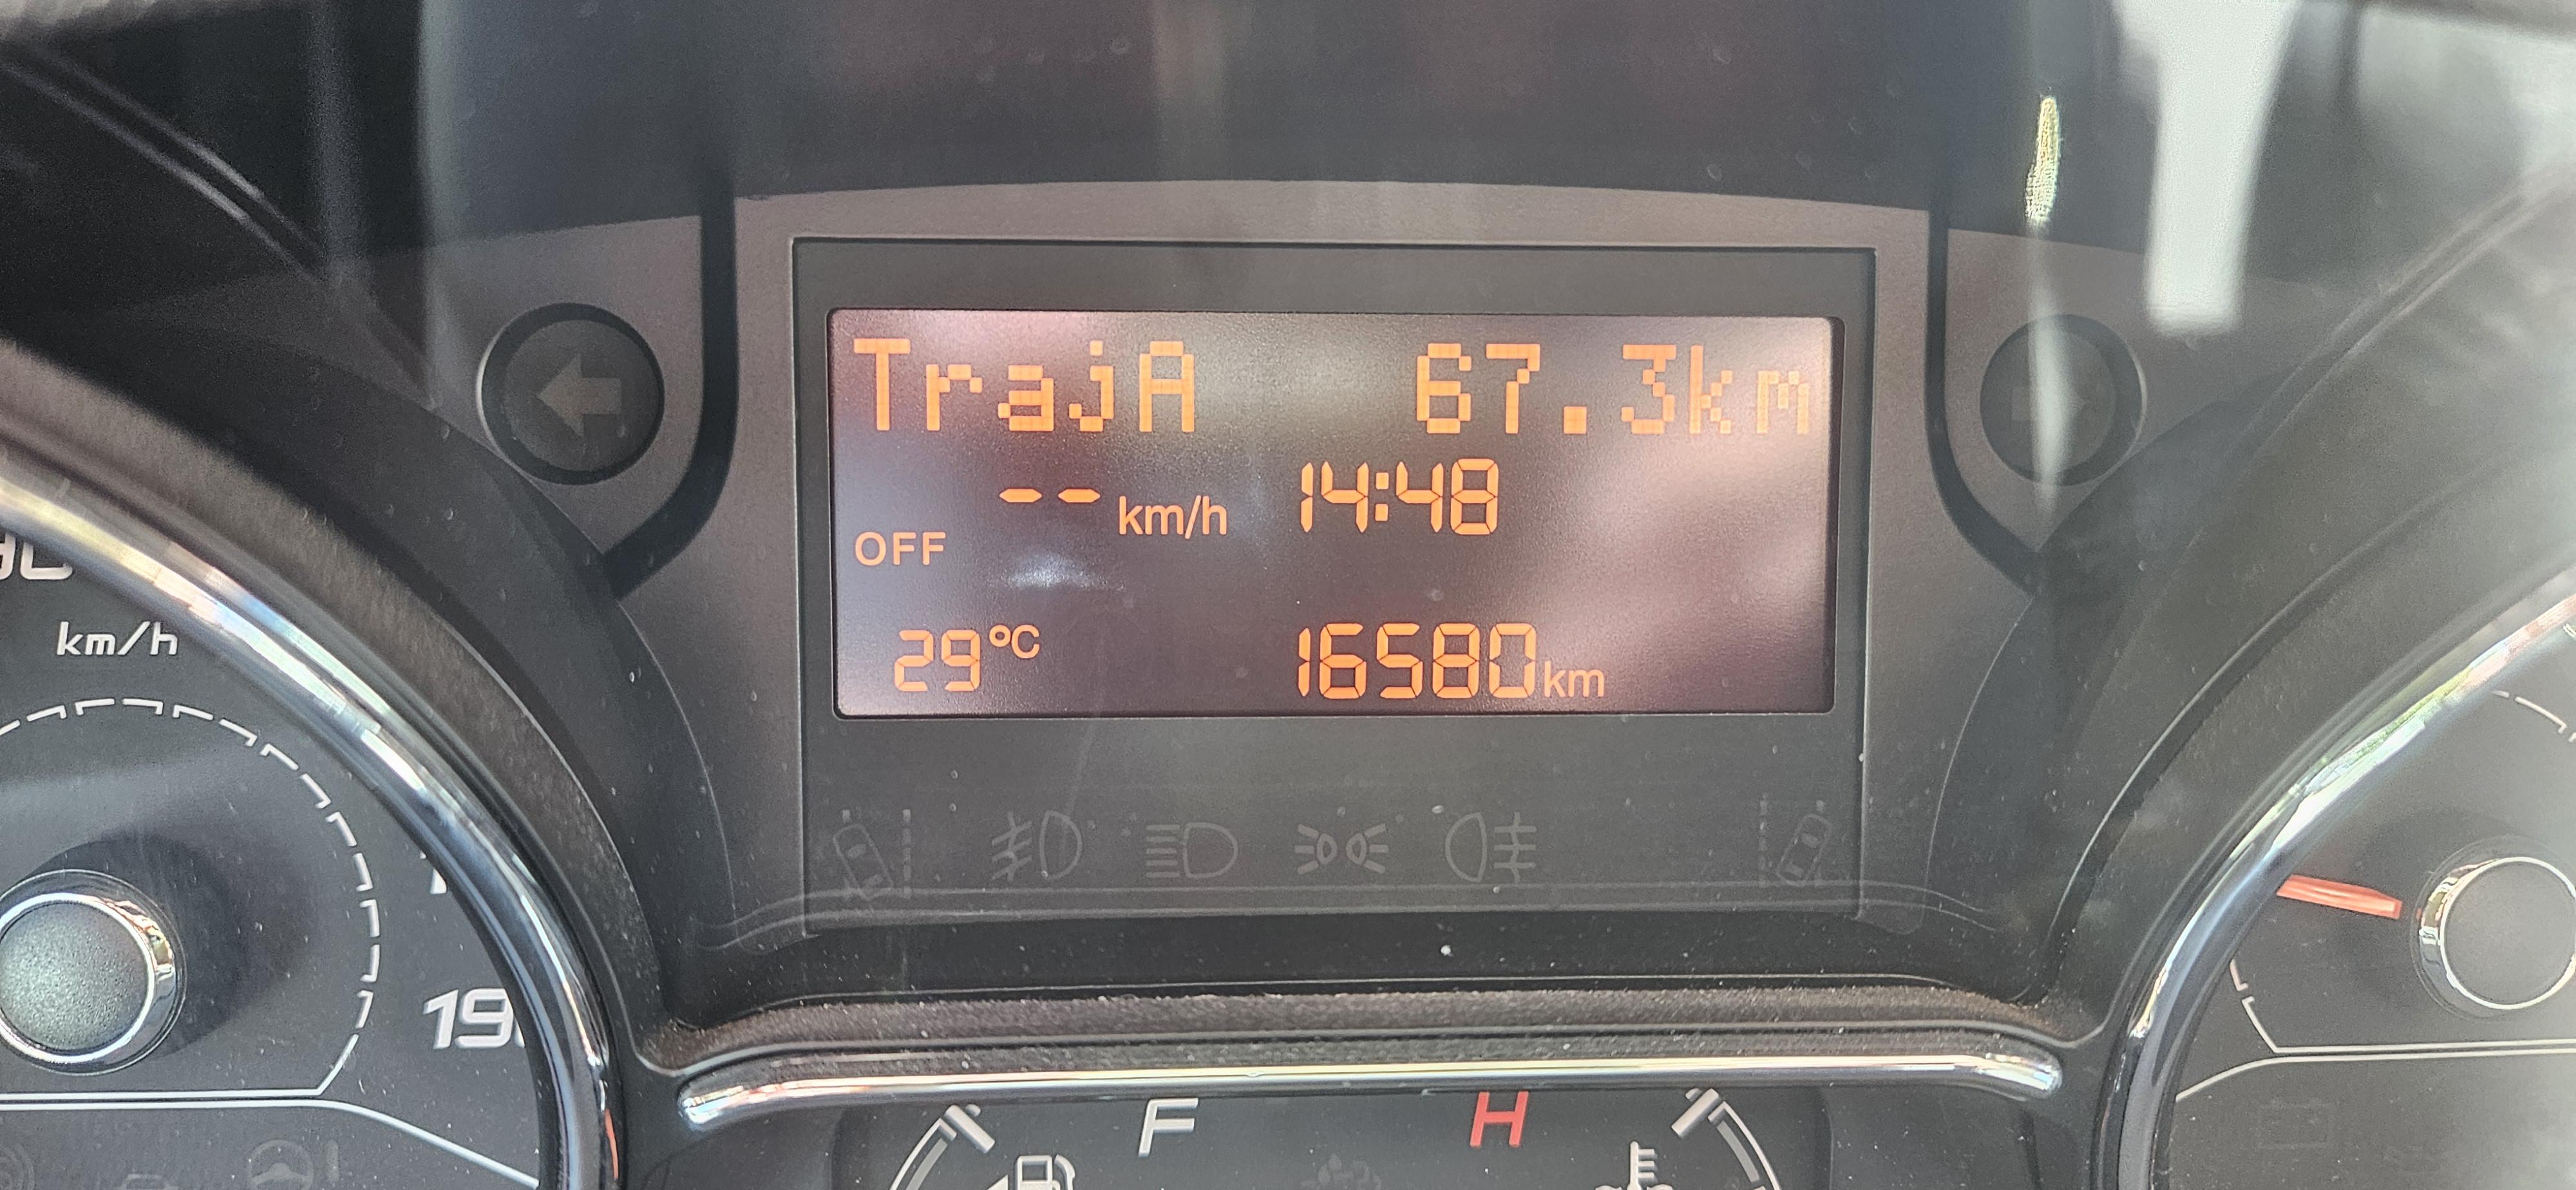 TrajA 67.3km
--km/h 14:48
OFF
29°C 16580km
km/h
F H